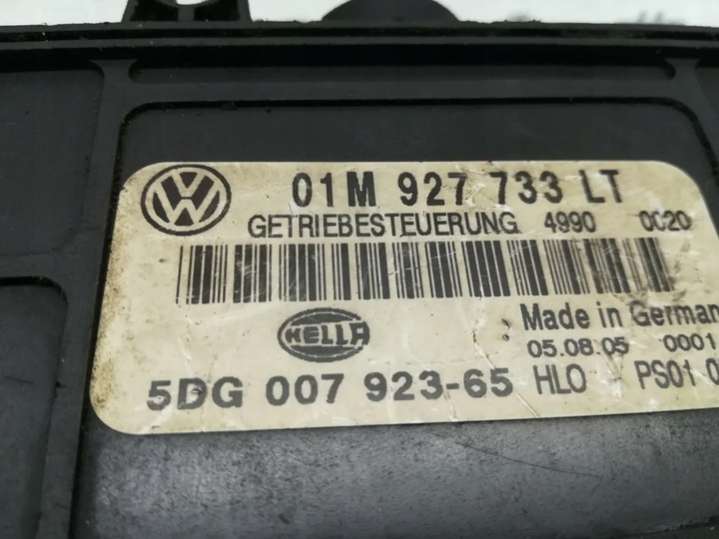 01M 927 733 LT
GETRIEBESTEUERUNG 4990 0020
HELLA
Made in German
05.08.05 0001
5DG 007 923-65 HLO PS01 0